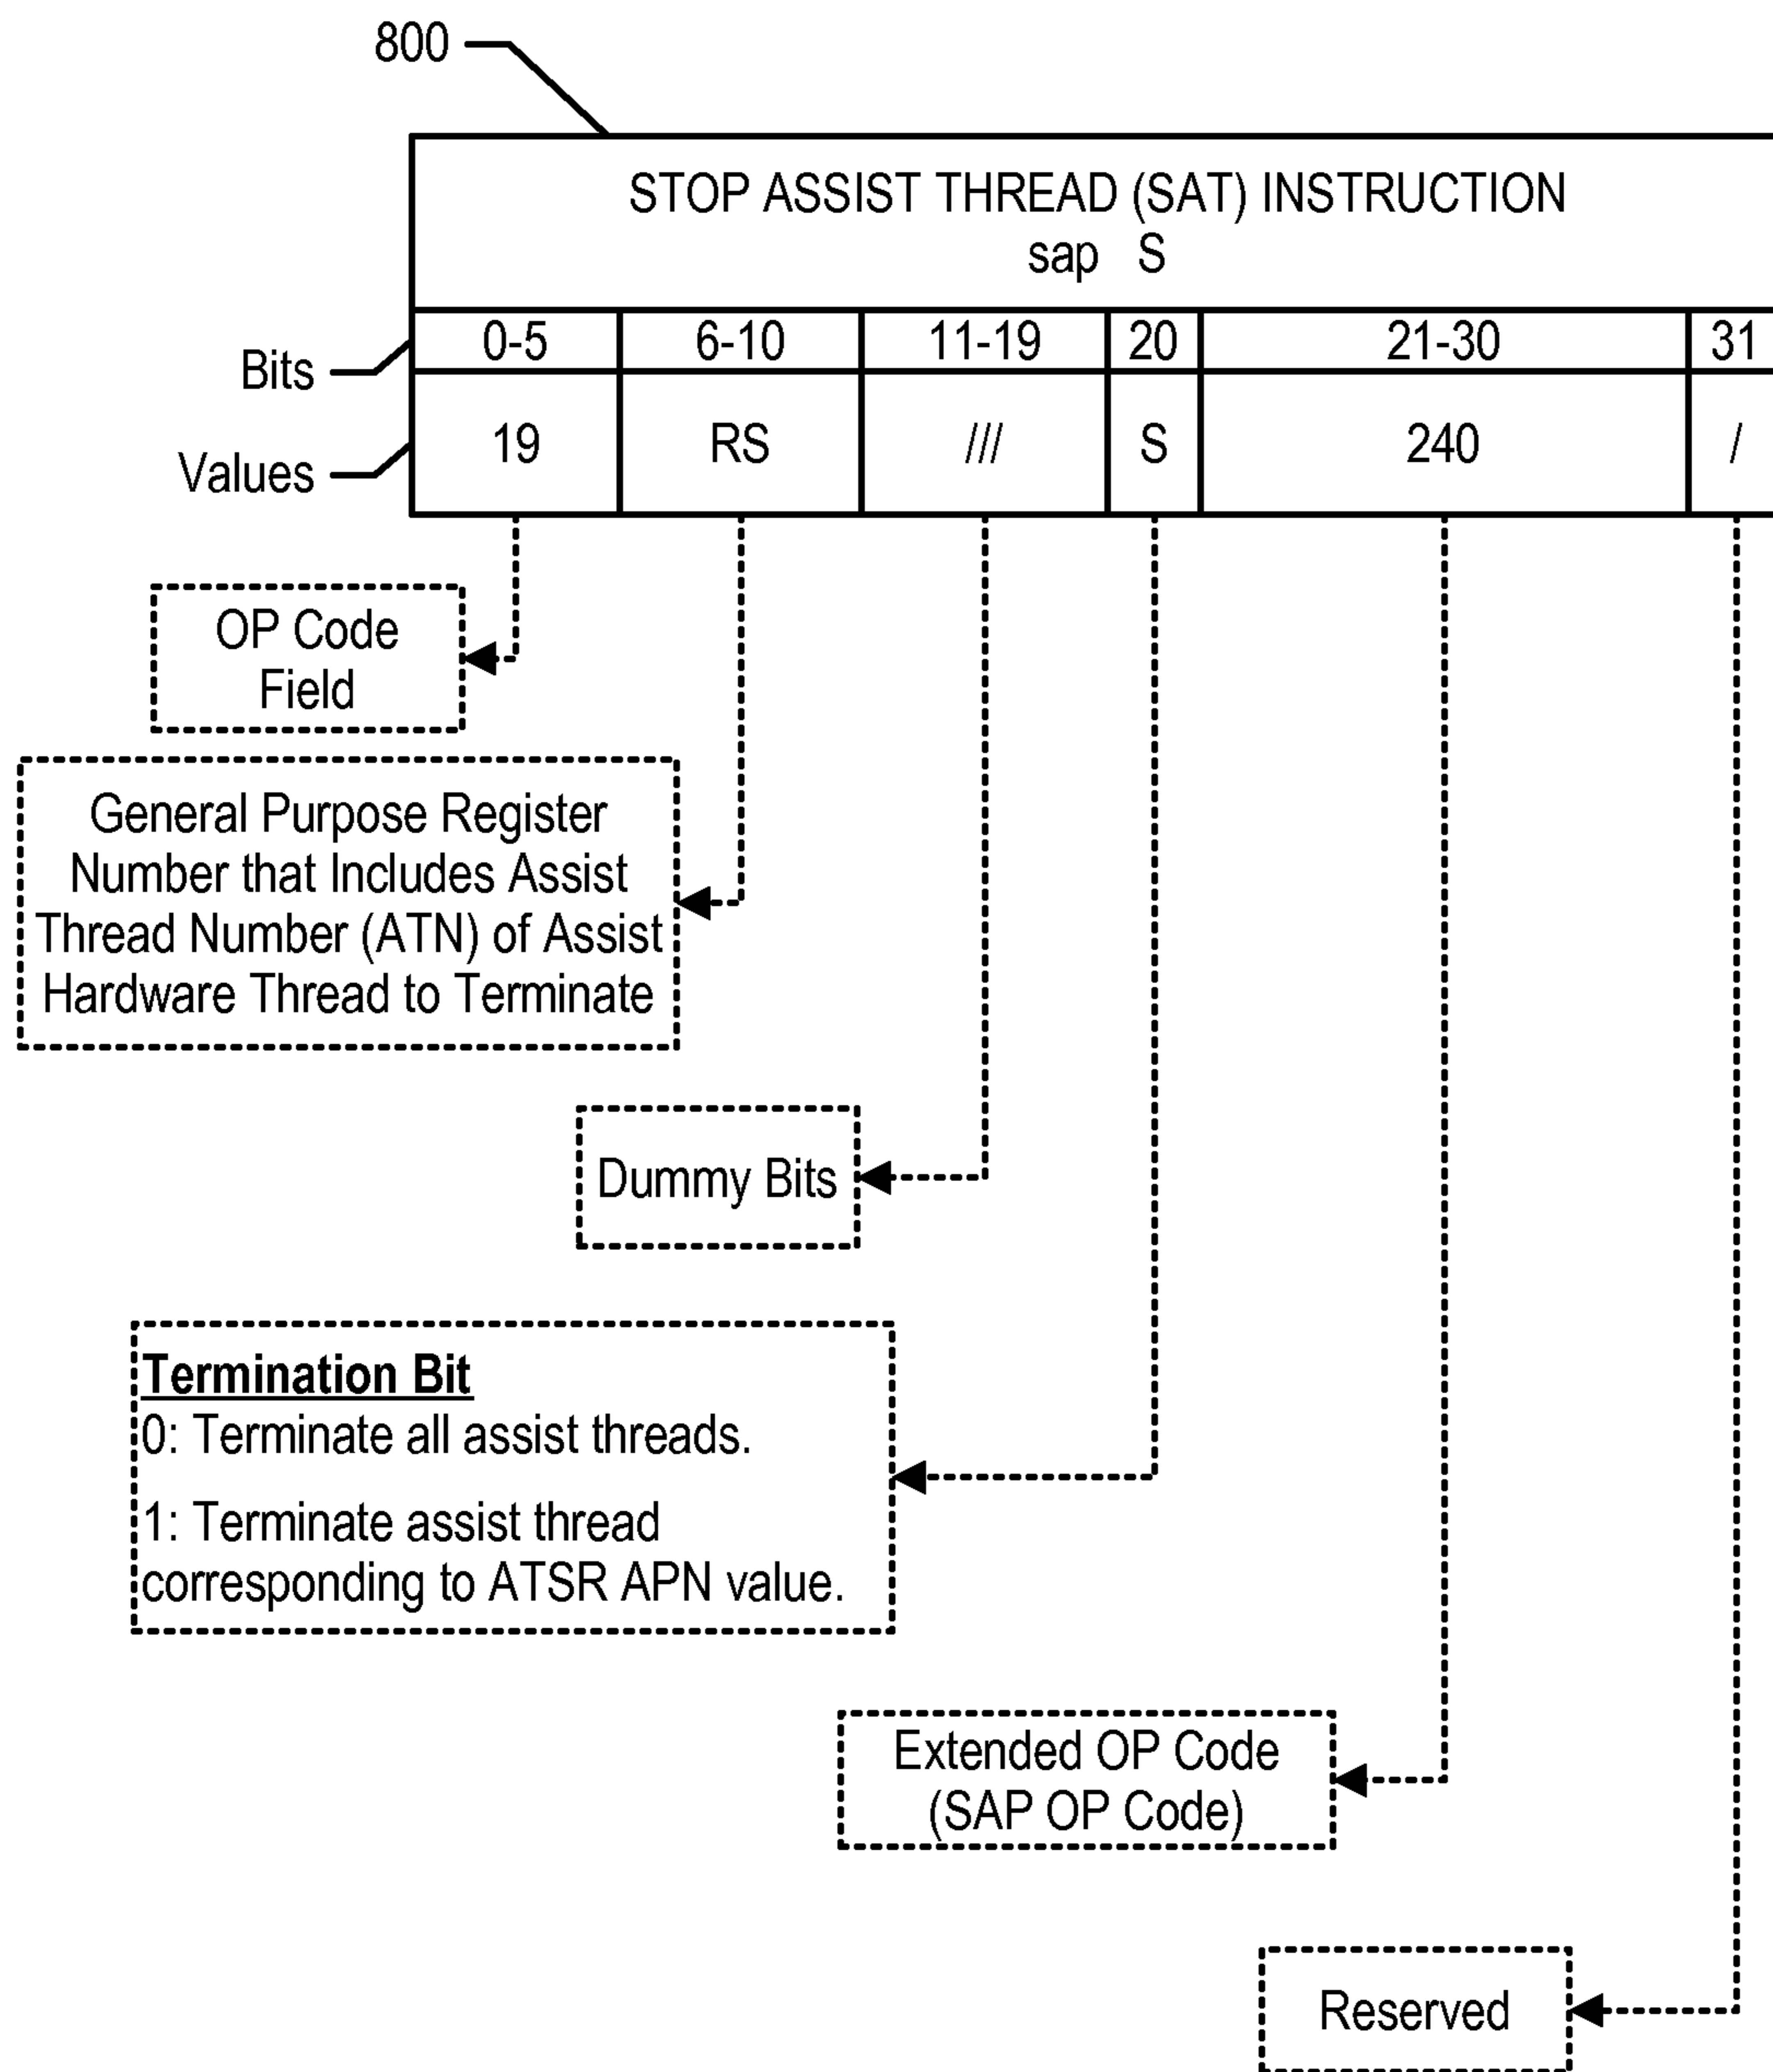 800
STOP ASSIST THREAD (SAT) INSTRUCTION
sap S
Bits
0-5 6-10 11-19 20 21-30 31
Values
19 RS /// S 240 /
OP Code
Field
General Purpose Register
Number that Includes Assist
Thread Number (ATN) of Assist
Hardware Thread to Terminate
Dummy Bits
Termination Bit
0: Terminate all assist threads.
1: Terminate assist thread
corresponding to ATSR APN value.
Extended OP Code
(SAP OP Code)
Reserved